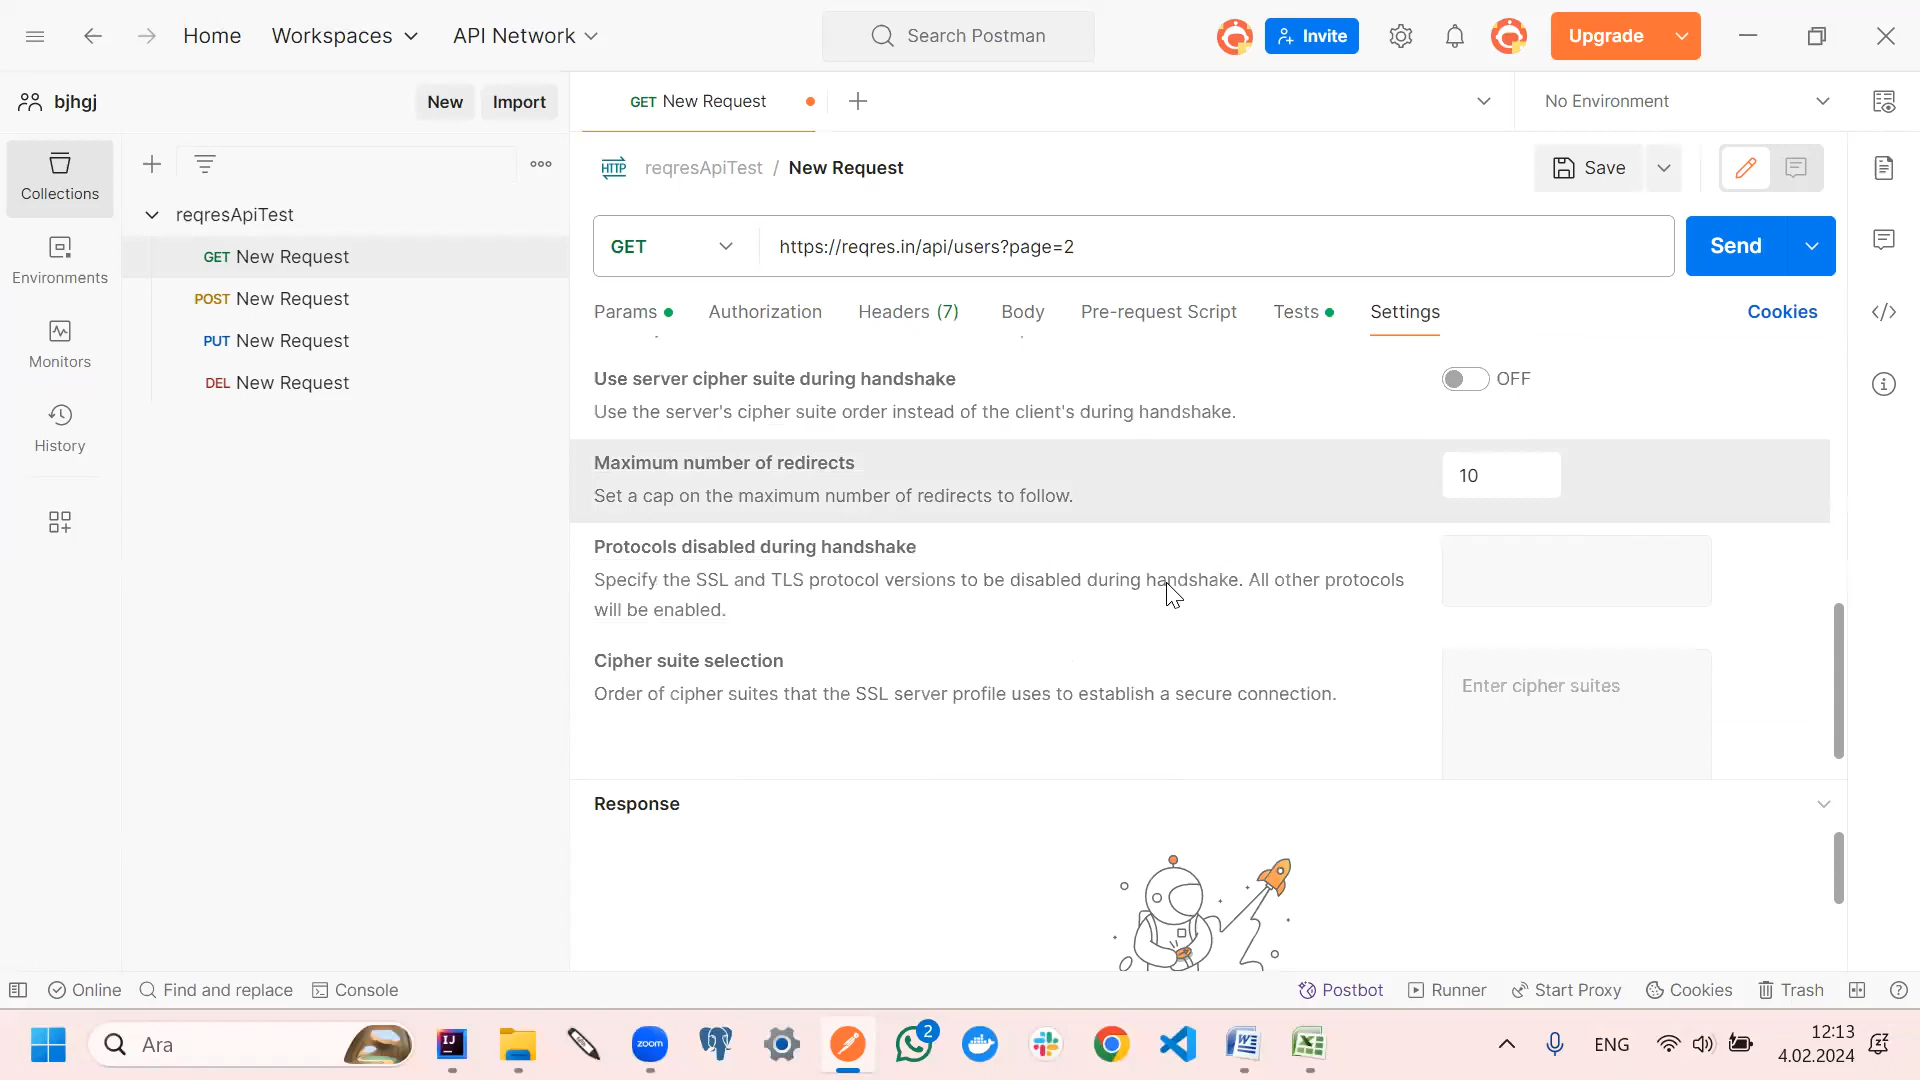 Home
Workspaces
API Network
Search Postman
Invite
Upgrade
bjhgj
New
Import
GET New Request
No Environment
Collections
Environments
Monitors
History
reqresApiTest
GET New Request
POST New Request
PUT New Request
DEL New Request
HTTP
reqresApiTest / New Request
Save
GET
https://reqres.in/api/users?page=2
Send
Params
Authorization
Headers (7)
Body
Pre-request Script
Tests
Settings
Cookies
Use server cipher suite during handshake
OFF
Use the server's cipher suite order instead of the client's during handshake.
Maximum number of redirects
10
Set a cap on the maximum number of redirects to follow.
Protocols disabled during handshake
Specify the SSL and TLS protocol versions to be disabled during handshake. All other protocols
will be enabled.
Cipher suite selection
Enter cipher suites
Order of cipher suites that the SSL server profile uses to establish a secure connection.
Response
Online
Find and replace
Console
Postbot
Runner
Start Proxy
Cookies
Trash
Ara
IJ
zoom
2
ENG
12:13
4.02.2024